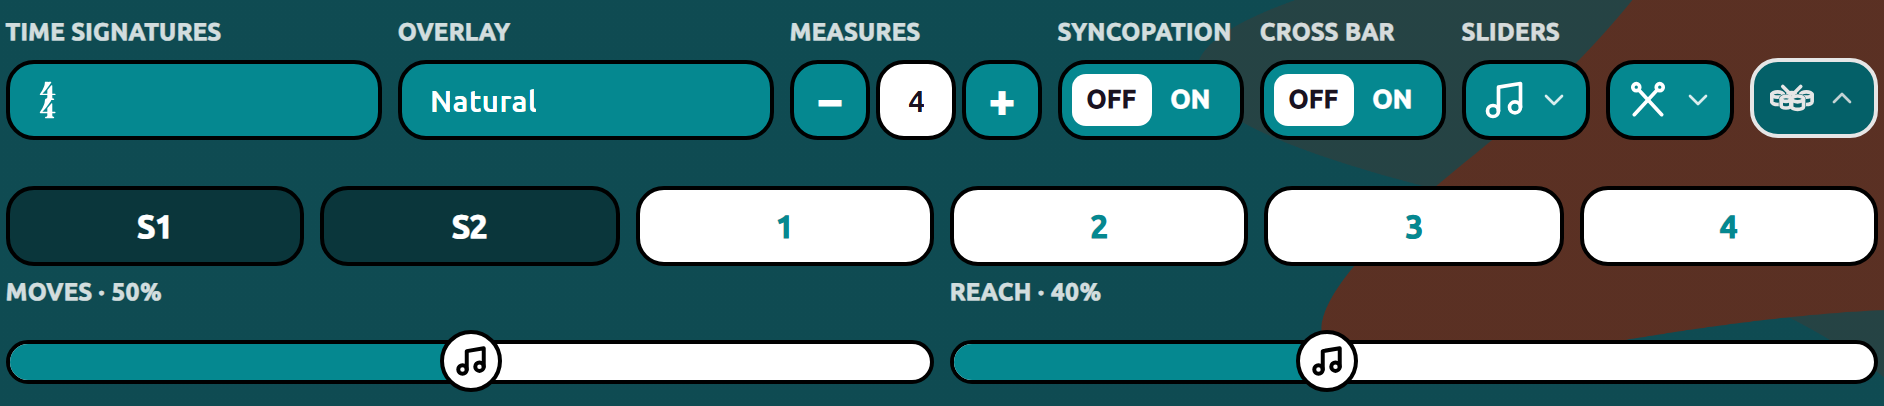 TIME SIGNATURES OVERLAY MEASURES SYNCOPATION CROSS BAR SLIDERS
4/4 Natural − 4 + OFF ON OFF ON
S1 S2 1 2 3 4
MOVES · 50% REACH · 40%